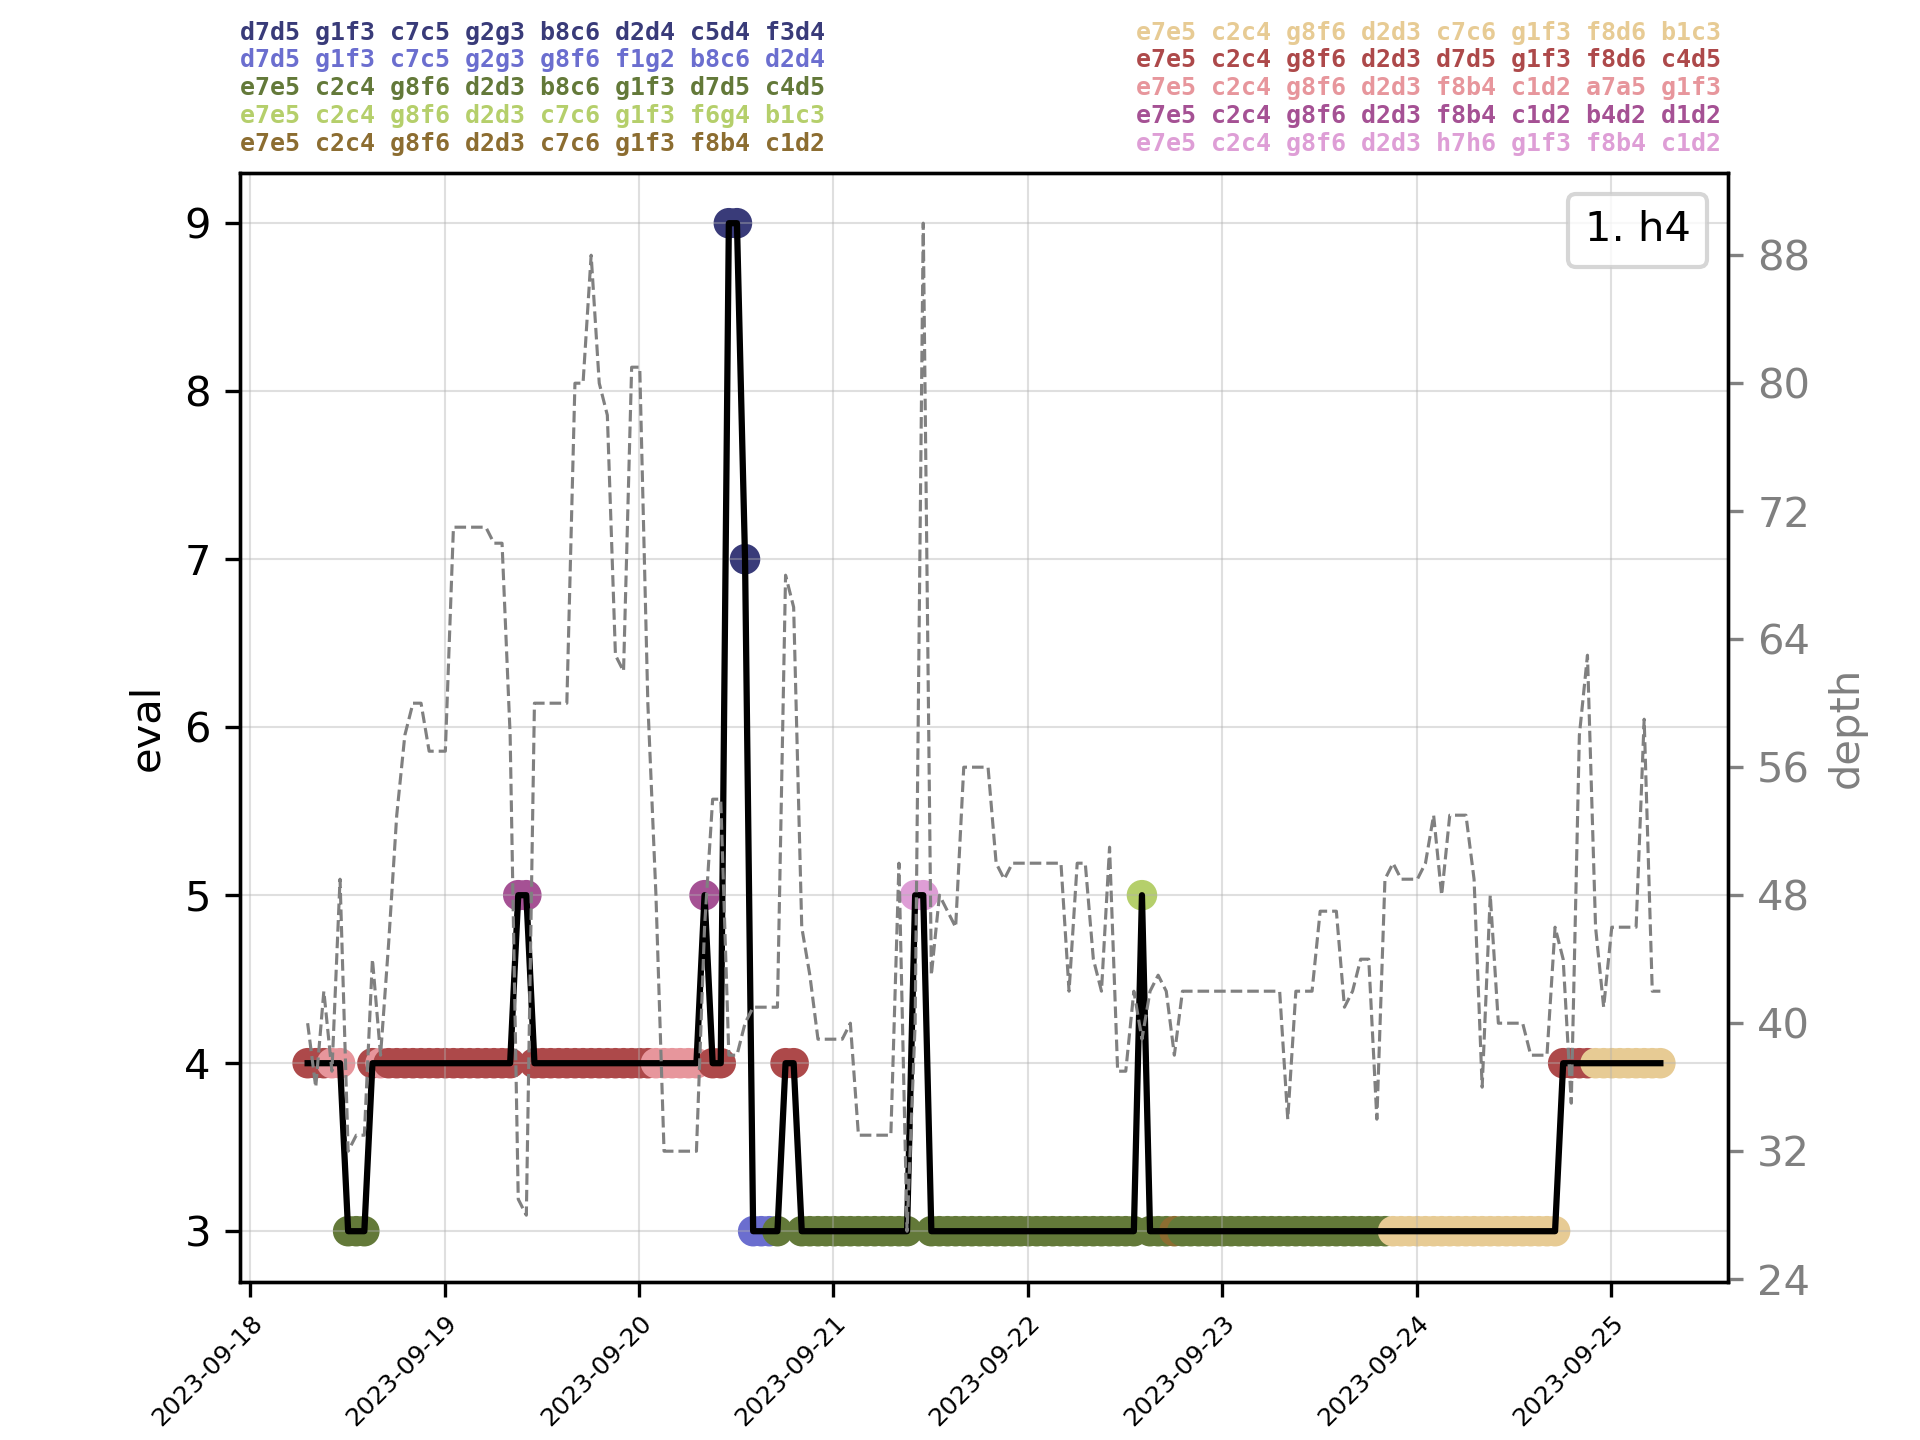 d7d5 g1f3 c7c5 g2g3 b8c6 d2d4 c5d4 f3d4
d7d5 g1f3 c7c5 g2g3 g8f6 f1g2 b8c6 d2d4
e7e5 c2c4 g8f6 d2d3 b8c6 g1f3 d7d5 c4d5
e7e5 c2c4 g8f6 d2d3 c7c6 g1f3 f6g4 b1c3
e7e5 c2c4 g8f6 d2d3 c7c6 g1f3 f8b4 c1d2
e7e5 c2c4 g8f6 d2d3 c7c6 g1f3 f8d6 b1c3
e7e5 c2c4 g8f6 d2d3 d7d5 g1f3 f8d6 c4d5
e7e5 c2c4 g8f6 d2d3 f8b4 c1d2 a7a5 g1f3
e7e5 c2c4 g8f6 d2d3 f8b4 c1d2 b4d2 d1d2
e7e5 c2c4 g8f6 d2d3 h7h6 g1f3 f8b4 c1d2
1. h4
eval
9
8
7
6
5
4
3
88
80
72
64
56
48
40
32
24
depth
2023-09-18
2023-09-19
2023-09-20
2023-09-21
2023-09-22
2023-09-23
2023-09-24
2023-09-25